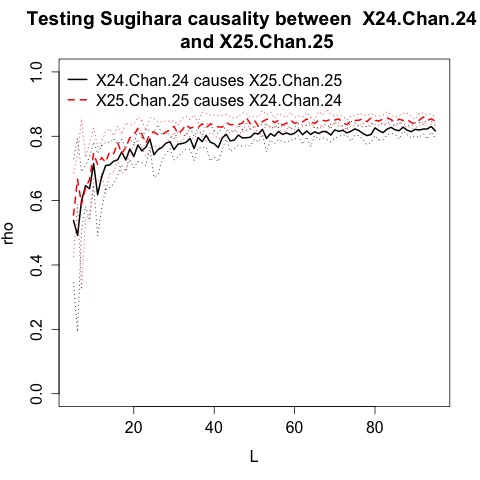 Testing Sugihara causality between  X24.Chan.24
and X25.Chan.25
X24.Chan.24 causes X25.Chan.25
X25.Chan.25 causes X24.Chan.24
1.0
0.8
0.6
0.4
0.2
0.0
rho
20
40
60
80
L